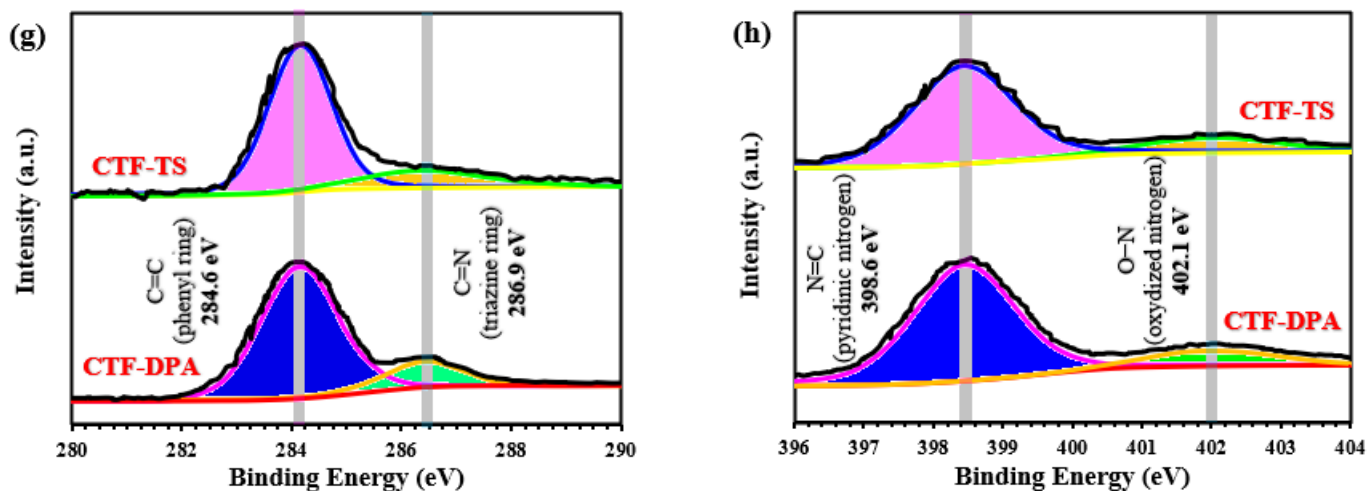 (g)
Intensity (a.u.)
CTF-TS
C=C
(phenyl ring)
284.6 eV
C=N
(triazine ring)
286.9 eV
CTF-DPA
280 282 284 286 288 290
Binding Energy (eV)
(h)
Intensity (a.u.)
CTF-TS
N=C
(pyridinic nitrogen)
398.6 eV
O−N
(oxydized nitrogen)
402.1 eV
CTF-DPA
396 397 398 399 400 401 402 403 404
Binding Energy (eV)